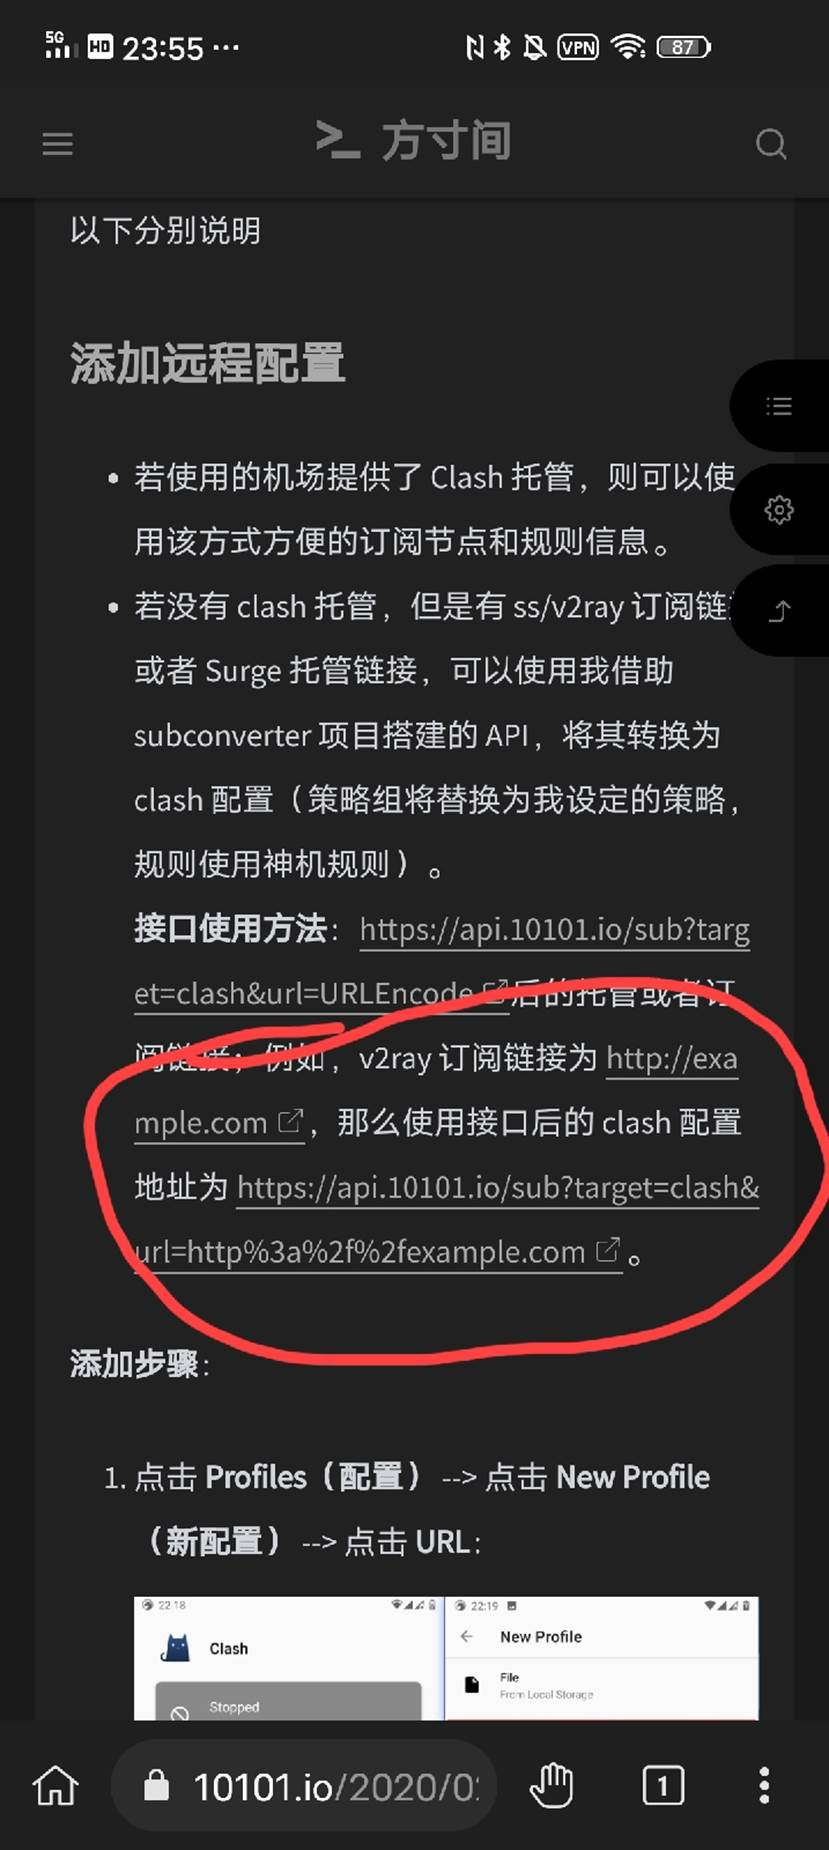 5G HD 23:55 ··· VPN 87
>_ 方寸间
以下分别说明
添加远程配置
• 若使用的机场提供了 Clash 托管，则可以使
用该方式方便的订阅节点和规则信息。
• 若没有 clash 托管，但是有 ss/v2ray 订阅链
或者 Surge 托管链接，可以使用我借助
subconverter 项目搭建的 API，将其转换为
clash 配置（策略组将替换为我设定的策略，
规则使用神机规则）。
接口使用方法：https://api.10101.io/sub?targ
et=clash&url=URLEncode 后的托管或者订
阅链接；例如，v2ray 订阅链接为 http://exa
mple.com，那么使用接口后的 clash 配置
地址为 https://api.10101.io/sub?target=clash&
url=http%3a%2f%2fexample.com。
添加步骤：
1. 点击 Profiles（配置）--> 点击 New Profile
（新配置）--> 点击 URL：
22:18
22:19
Clash
New Profile
File
From Local Storage
Stopped
10101.io/2020/0
1